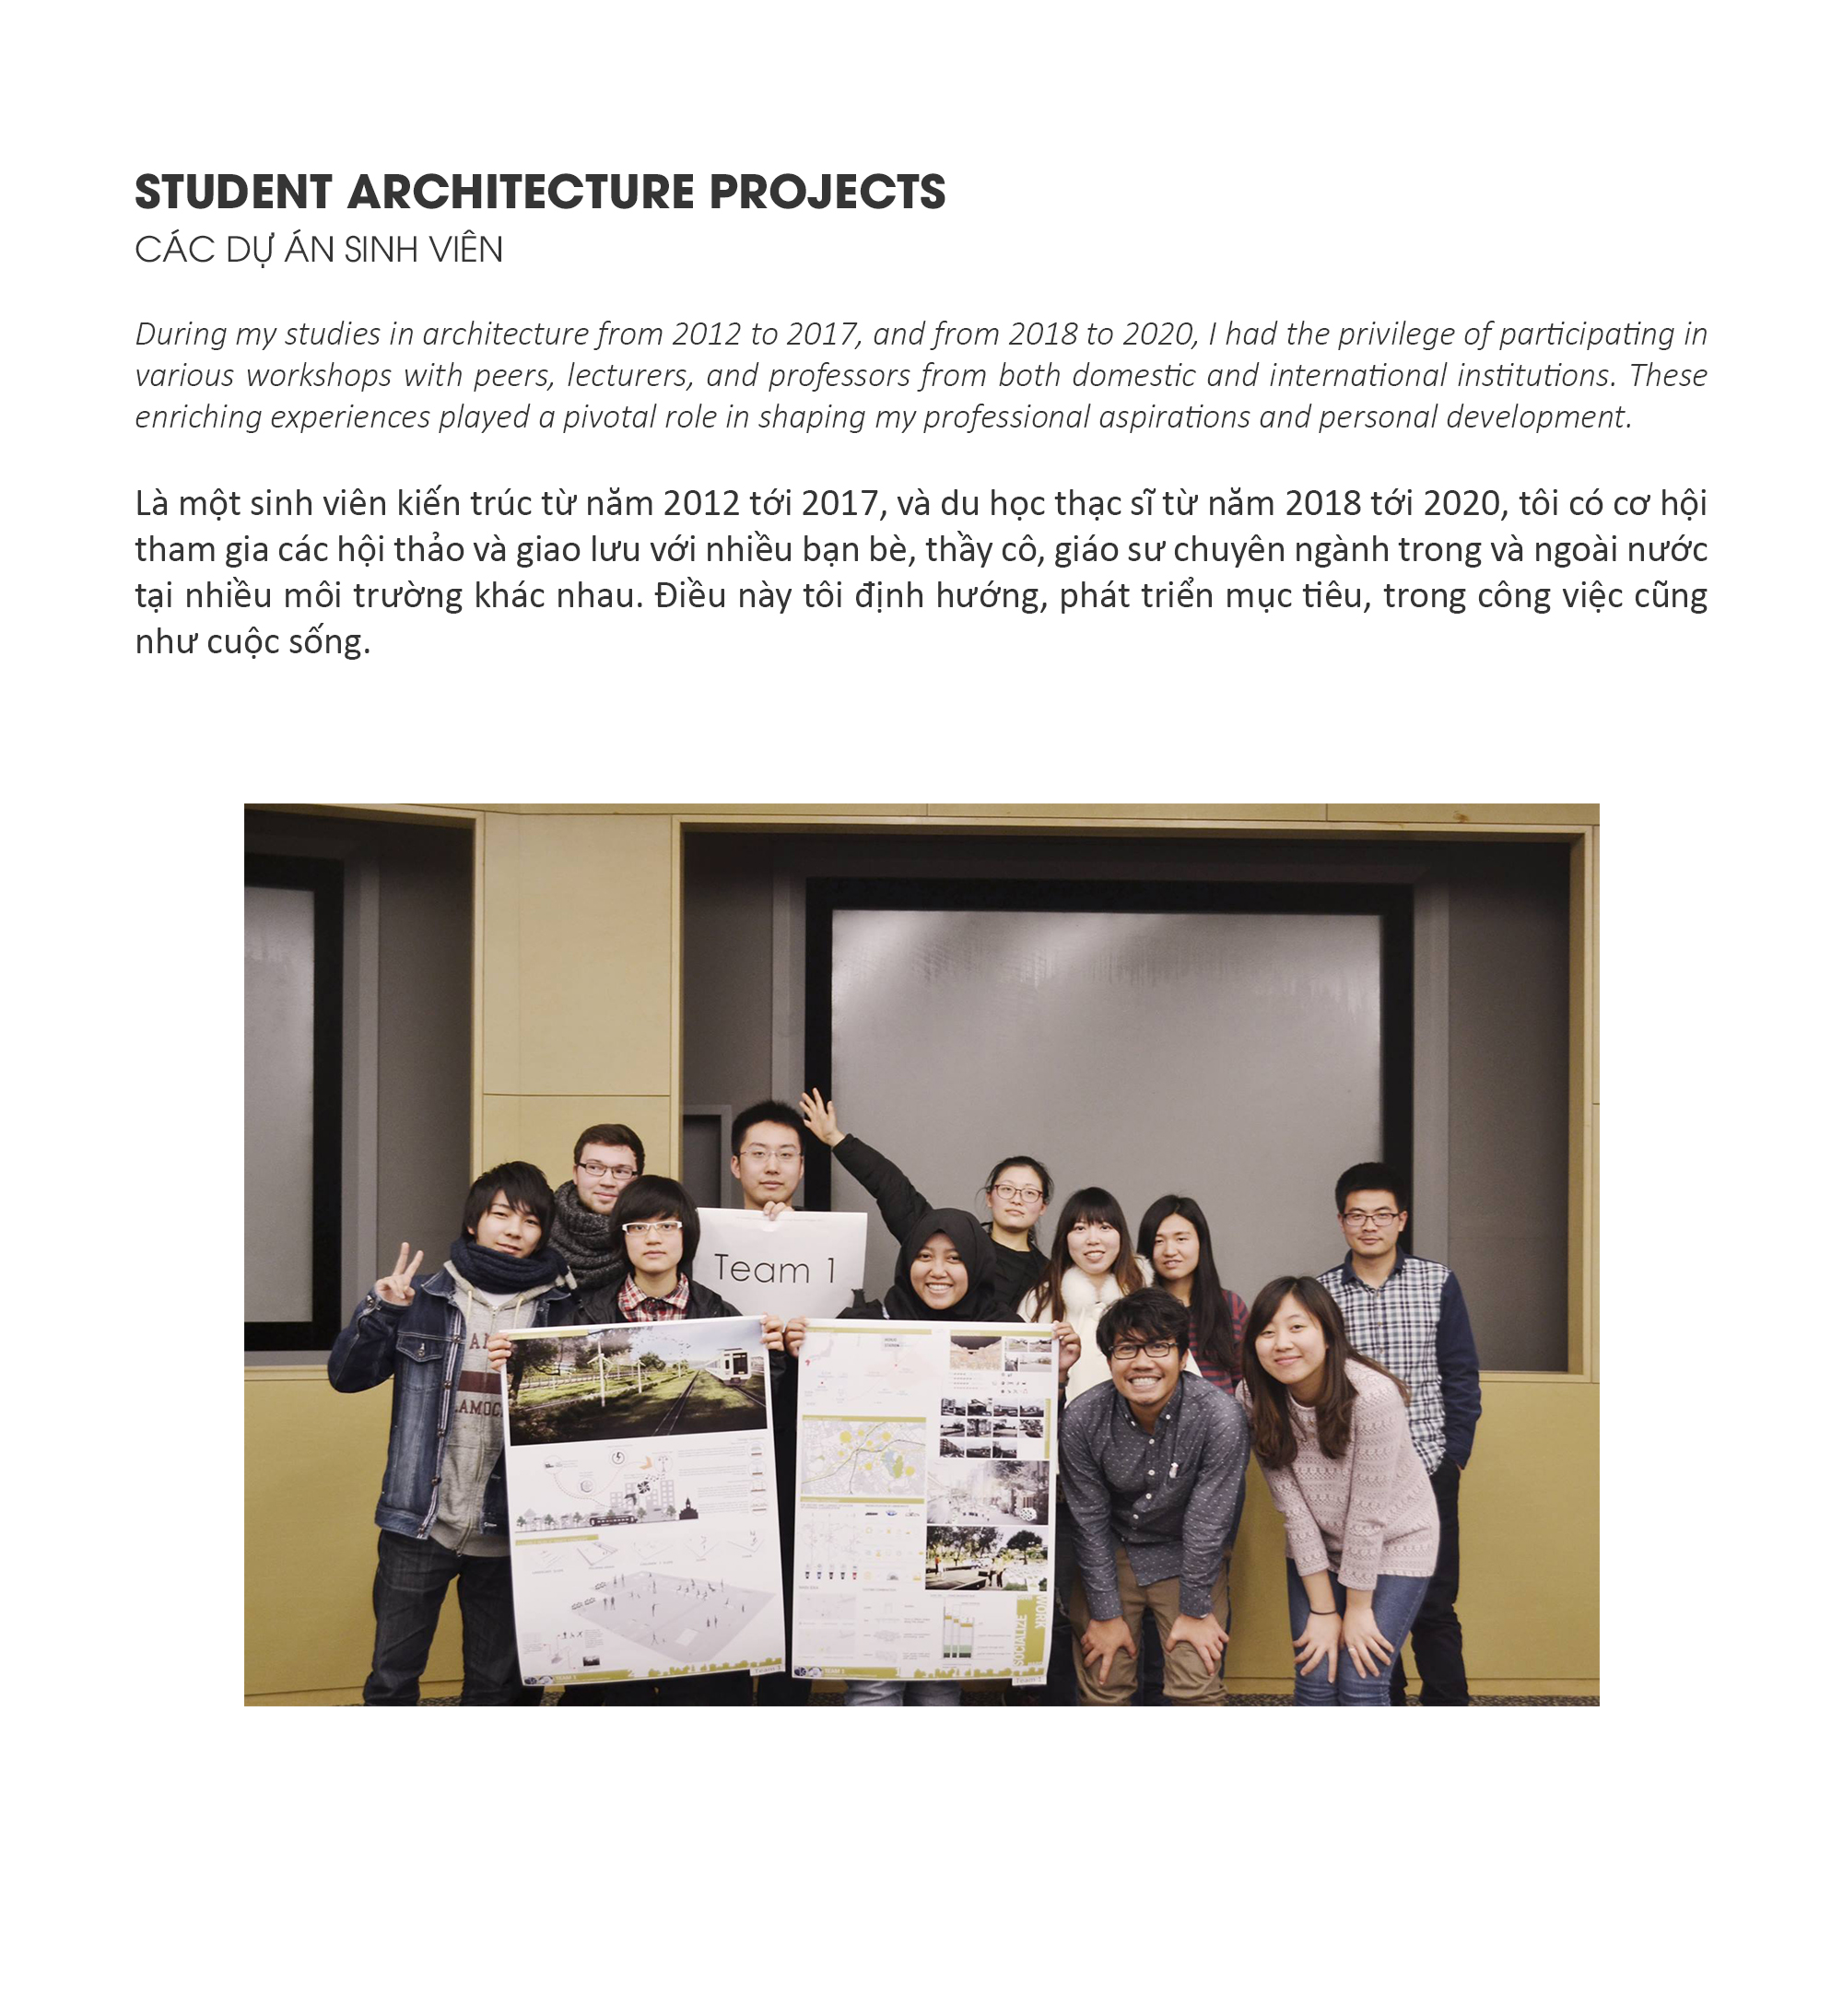 STUDENT ARCHITECTURE PROJECTS
CÁC DỰ ÁN SINH VIÊN
During my studies in architecture from 2012 to 2017, and from 2018 to 2020, I had the privilege of participating in
various workshops with peers, lecturers, and professors from both domestic and international institutions. These
enriching experiences played a pivotal role in shaping my professional aspirations and personal development.
Là một sinh viên kiến trúc từ năm 2012 tới 2017, và du học thạc sĩ từ năm 2018 tới 2020, tôi có cơ hội
tham gia các hội thảo và giao lưu với nhiều bạn bè, thầy cô, giáo sư chuyên ngành trong và ngoài nước
tại nhiều môi trường khác nhau. Điều này tôi định hướng, phát triển mục tiêu, trong công việc cũng
như cuộc sống.
Team 1
SOCIALIZE
WORK
TEAM 1
TEAM 1